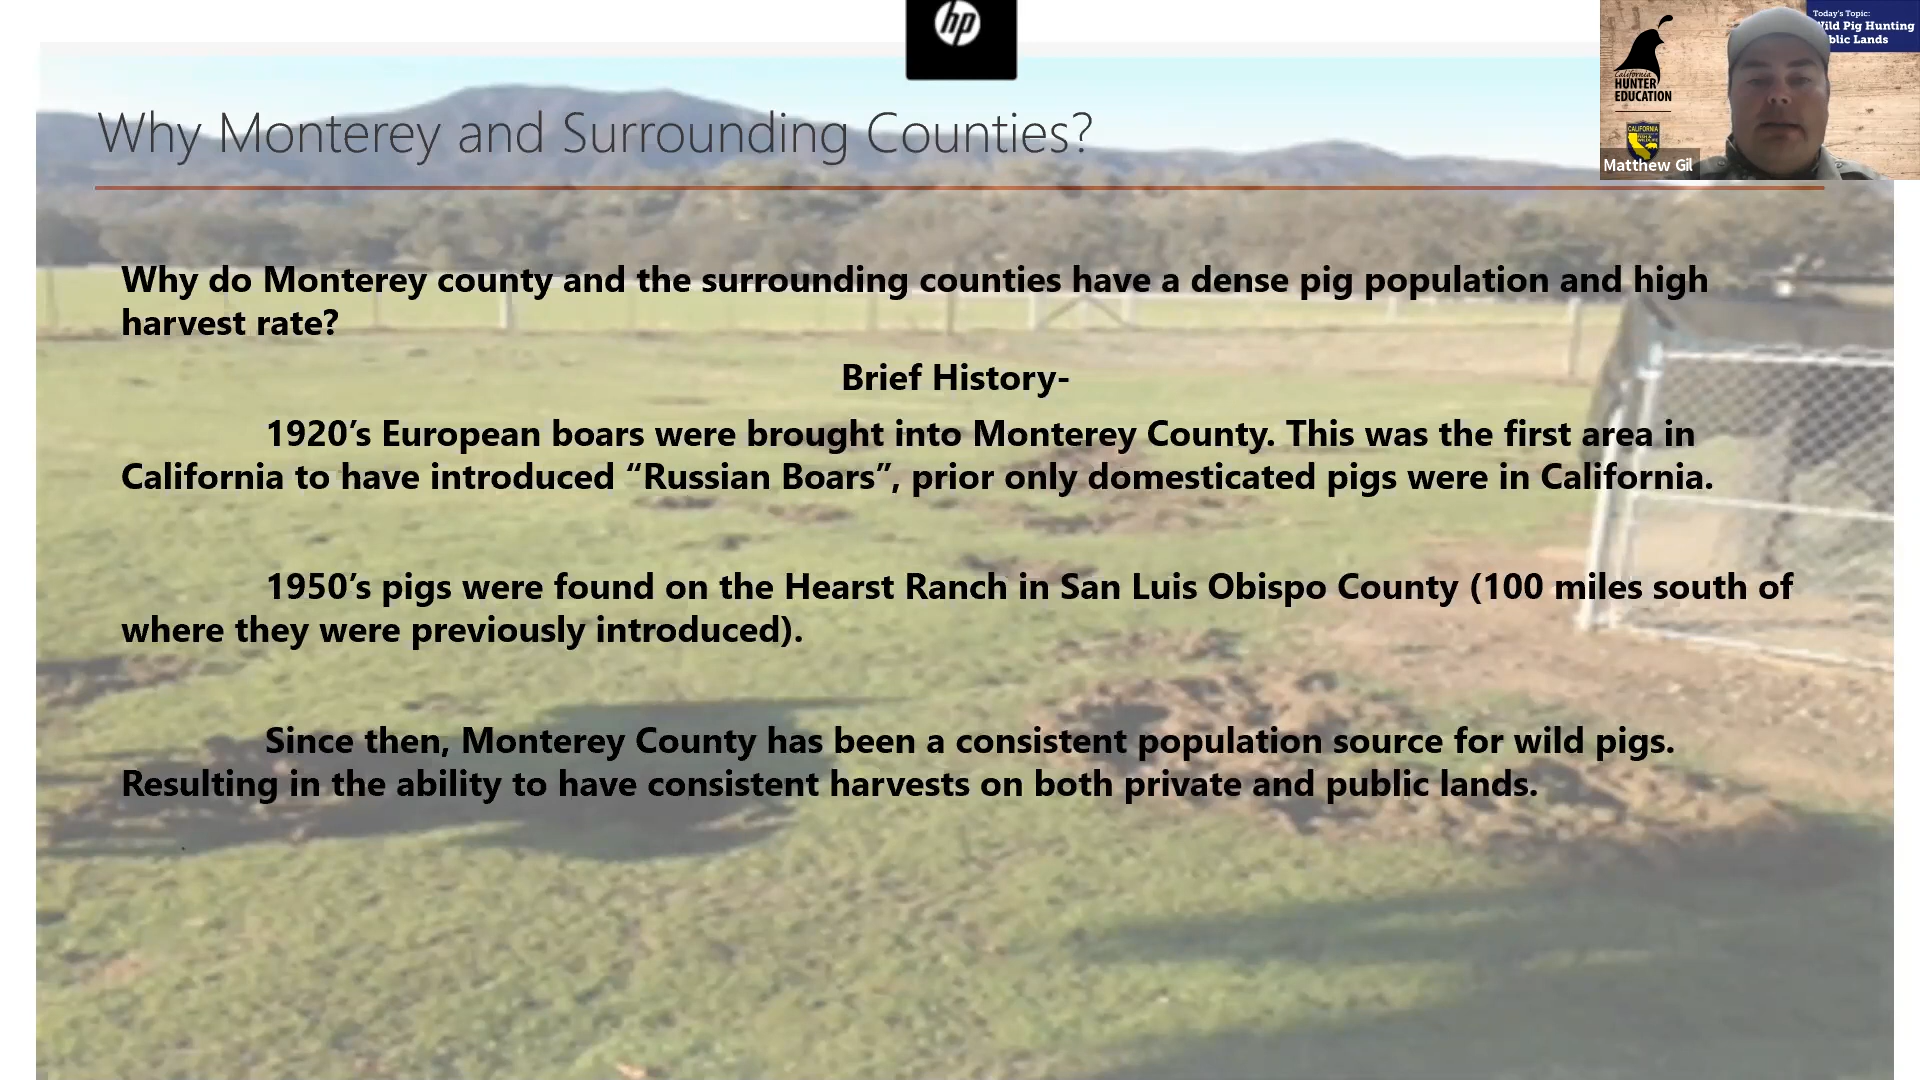 hp
Today's Topic:
Wild Pig Hunting
blic Lands
California
HUNTER
EDUCATION
CALIFORNIA
Matthew Gil
Why Monterey and Surrounding Counties?
Why do Monterey county and the surrounding counties have a dense pig population and high
harvest rate?
Brief History-
1920’s European boars were brought into Monterey County. This was the first area in
California to have introduced “Russian Boars”, prior only domesticated pigs were in California.
1950’s pigs were found on the Hearst Ranch in San Luis Obispo County (100 miles south of
where they were previously introduced).
Since then, Monterey County has been a consistent population source for wild pigs.
Resulting in the ability to have consistent harvests on both private and public lands.